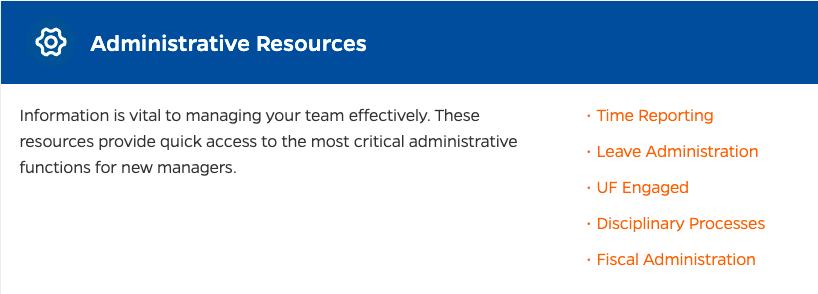 Administrative Resources
Information is vital to managing your team effectively. These
resources provide quick access to the most critical administrative
functions for new managers.
· Time Reporting
· Leave Administration
· UF Engaged
· Disciplinary Processes
· Fiscal Administration